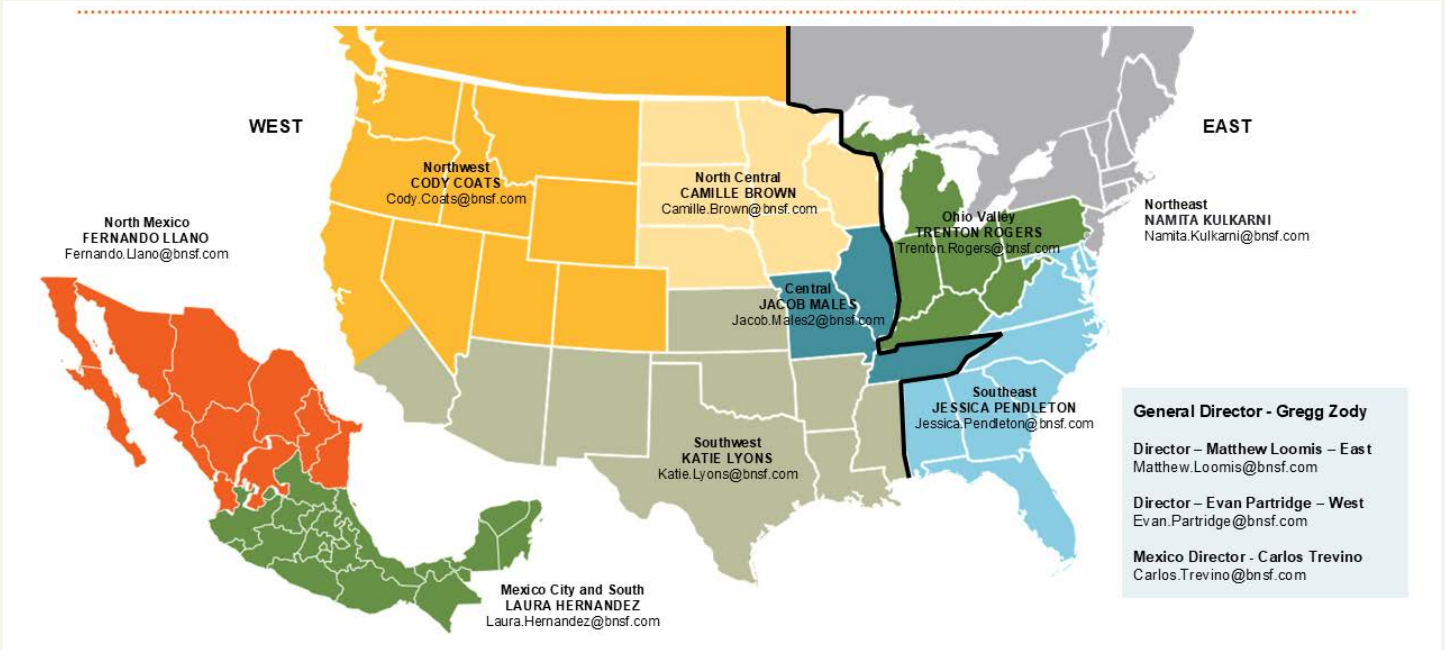 WEST
EAST
Northwest
CODY COATS
Cody.Coats@bnsf.com
North Central
CAMILLE BROWN
Camille.Brown@bnsf.com
North Mexico
FERNANDO LLANO
Fernando.Llano@bnsf.com
Ohio Valley
TRENTON ROGERS
Trenton.Rogers@bnsf.com
Northeast
NAMITA KULKARNI
Namita.Kulkarni@bnsf.com
Central
JACOB MALES
Jacob.Males2@bnsf.com
Southeast
JESSICA PENDLETON
Jessica.Pendleton@bnsf.com
Southwest
KATIE LYONS
Katie.Lyons@bnsf.com
General Director - Gregg Zody
Director – Matthew Loomis – East
Matthew.Loomis@bnsf.com
Director – Evan Partridge – West
Evan.Partridge@bnsf.com
Mexico Director - Carlos Trevino
Carlos.Trevino@bnsf.com
Mexico City and South
LAURA HERNANDEZ
Laura.Hernandez@bnsf.com